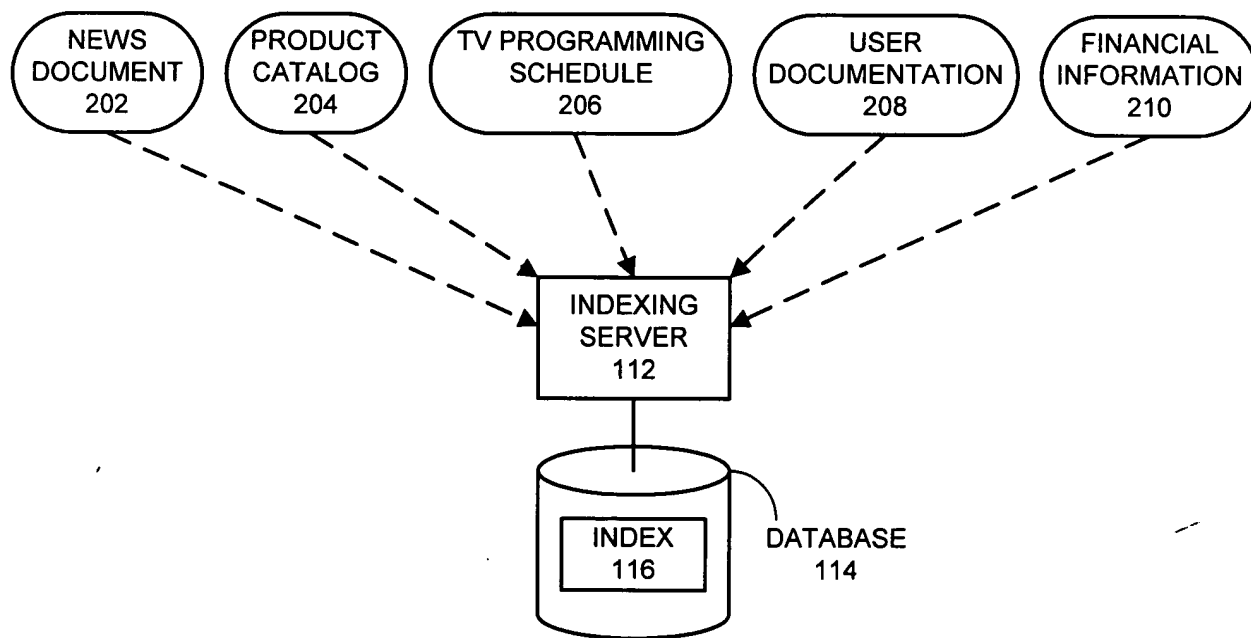 NEWS
DOCUMENT
202
PRODUCT
CATALOG
204
TV PROGRAMMING
SCHEDULE
206
USER
DOCUMENTATION
208
FINANCIAL
INFORMATION
210
INDEXING
SERVER
112
INDEX
116
DATABASE
114